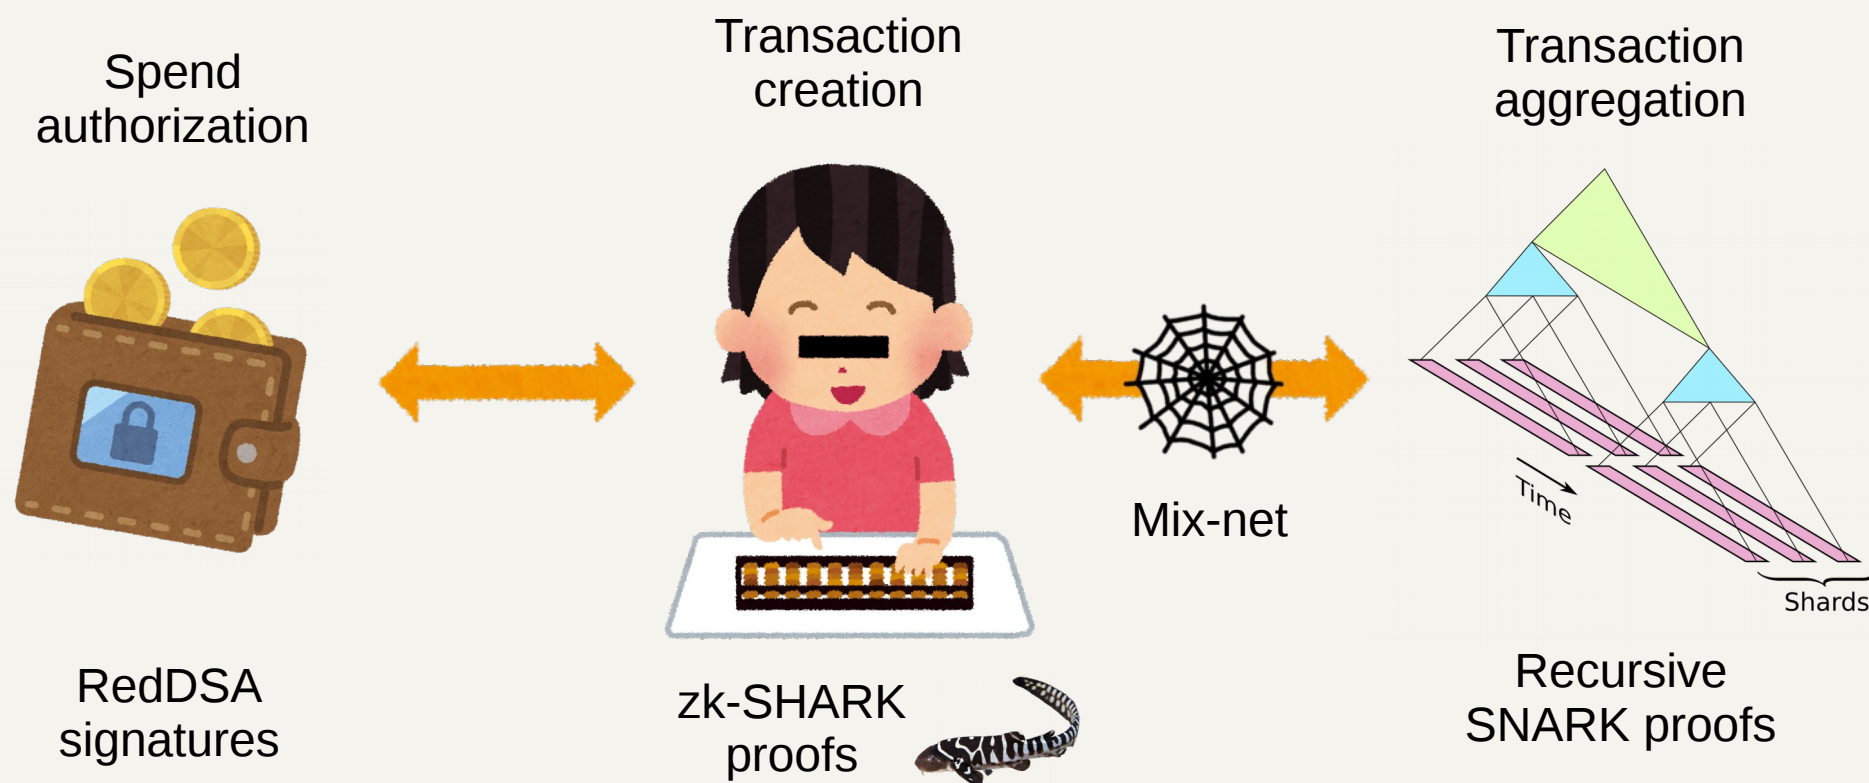 Spend
authorization
Transaction
creation
Transaction
aggregation
Mix-net
Time
Shards
RedDSA
signatures
zk-SHARK
proofs
Recursive
SNARK proofs